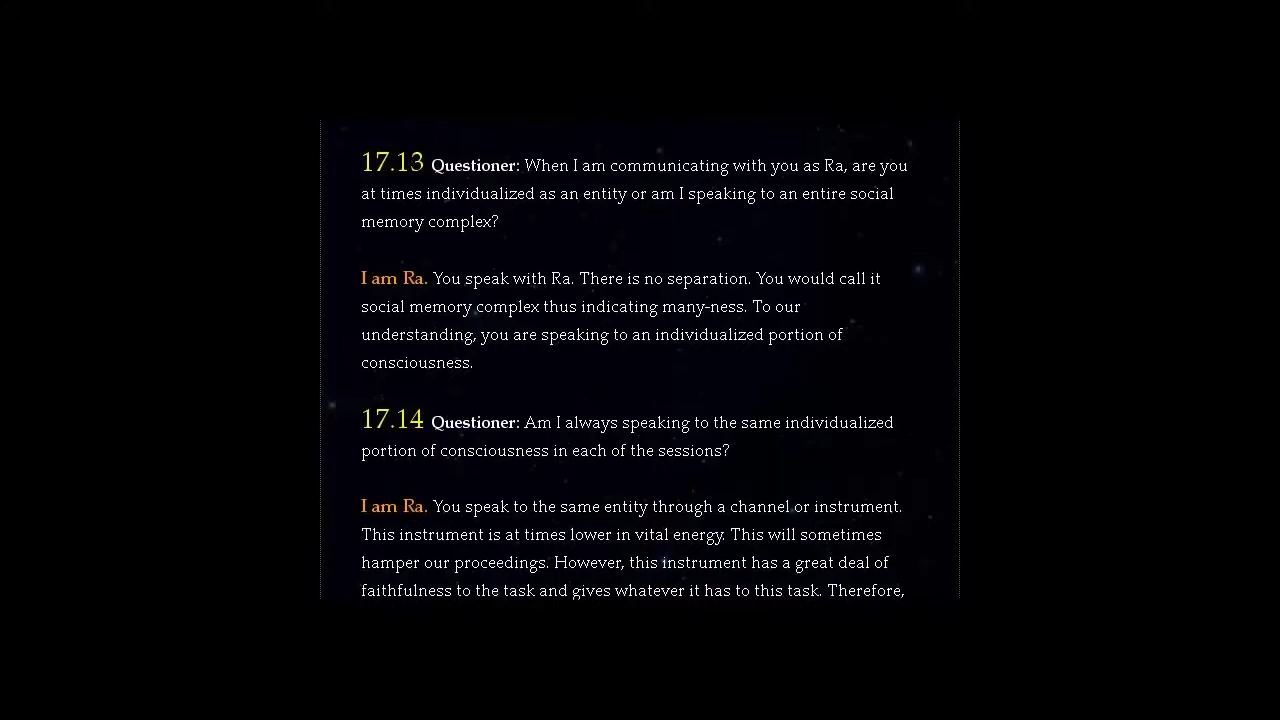 17.13 Questioner: When I am communicating with you as Ra, are you
at times individualized as an entity or am I speaking to an entire social
memory complex?
I am Ra. You speak with Ra. There is no separation. You would call it
social memory complex thus indicating many-ness. To our
understanding, you are speaking to an individualized portion of
consciousness.
17.14 Questioner: Am I always speaking to the same individualized
portion of consciousness in each of the sessions?
I am Ra. You speak to the same entity through a channel or instrument.
This instrument is at times lower in vital energy. This will sometimes
hamper our proceedings. However, this instrument has a great deal of
faithfulness to the task and gives whatever it has to this task. Therefore,